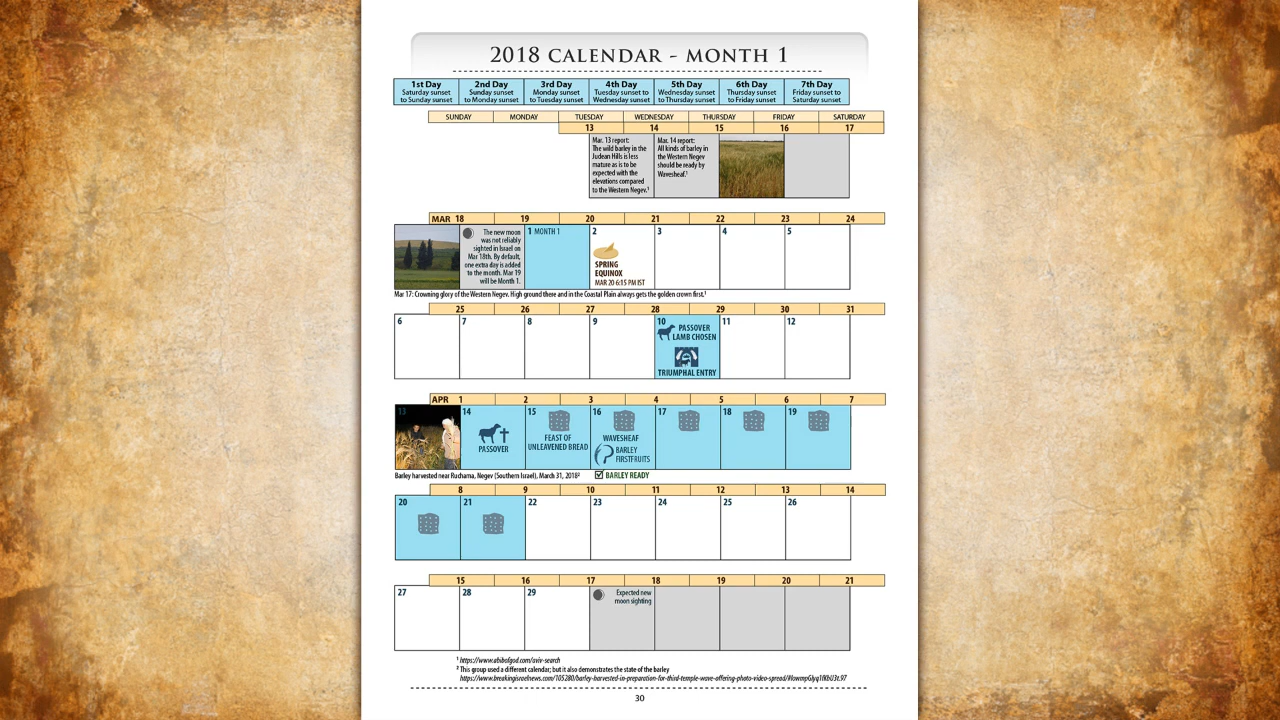 2018 CALENDAR - MONTH 1
1st Day 2nd Day 3rd Day 4th Day 5th Day 6th Day 7th Day
Saturday sunset Sunday sunset Monday sunset Tuesday sunset to Wednesday sunset Thursday sunset Friday sunset to
to Sunday sunset to Monday sunset to Tuesday sunset Wednesday sunset to Thursday sunset to Friday sunset Saturday sunset
SUNDAY MONDAY TUESDAY WEDNESDAY THURSDAY FRIDAY SATURDAY
13 14 15 16 17
Mar. 13 report:
The wild barley in the
Judean Hills is less
mature as is to be
expected with the
elevations compared
to the Western Negev.¹
Mar. 14 report:
All kinds of barley in
the Western Negev
should be ready by
Wavesheaf.¹
MAR 18 19 20 21 22 23 24
The new moon
was not reliably
sighted in Israel on
Mar 18th. By default,
one extra day is added
to the month. Mar 19
will be Month 1.
1 MONTH 1
2
SPRING
EQUINOX
MAR 20 6:15 PM IST
3 4 5
Mar 17: Crowning glory of the Western Negev. High ground there and in the Coastal Plain always gets the golden crown first.¹
25 26 27 28 29 30 31
6 7 8 9
10 PASSOVER
LAMB CHOSEN
TRIUMPHAL ENTRY
11 12
APR 1 2 3 4 5 6 7
13
14
PASSOVER
15
FEAST OF
UNLEAVENED BREAD
16
WAVESHEAF
BARLEY
FIRSTFRUITS
17 18 19
Barley harvested near Ruchama, Negev (Southern Israel), March 31, 2018²
BARLEY READY
8 9 10 11 12 13 14
20 21 22 23 24 25 26
15 16 17 18 19 20 21
27 28 29
Expected new
moon sighting
¹ https://www.abibofgod.com/aviv-search
² This group used a different calendar; but it also demonstrates the state of the barley
30